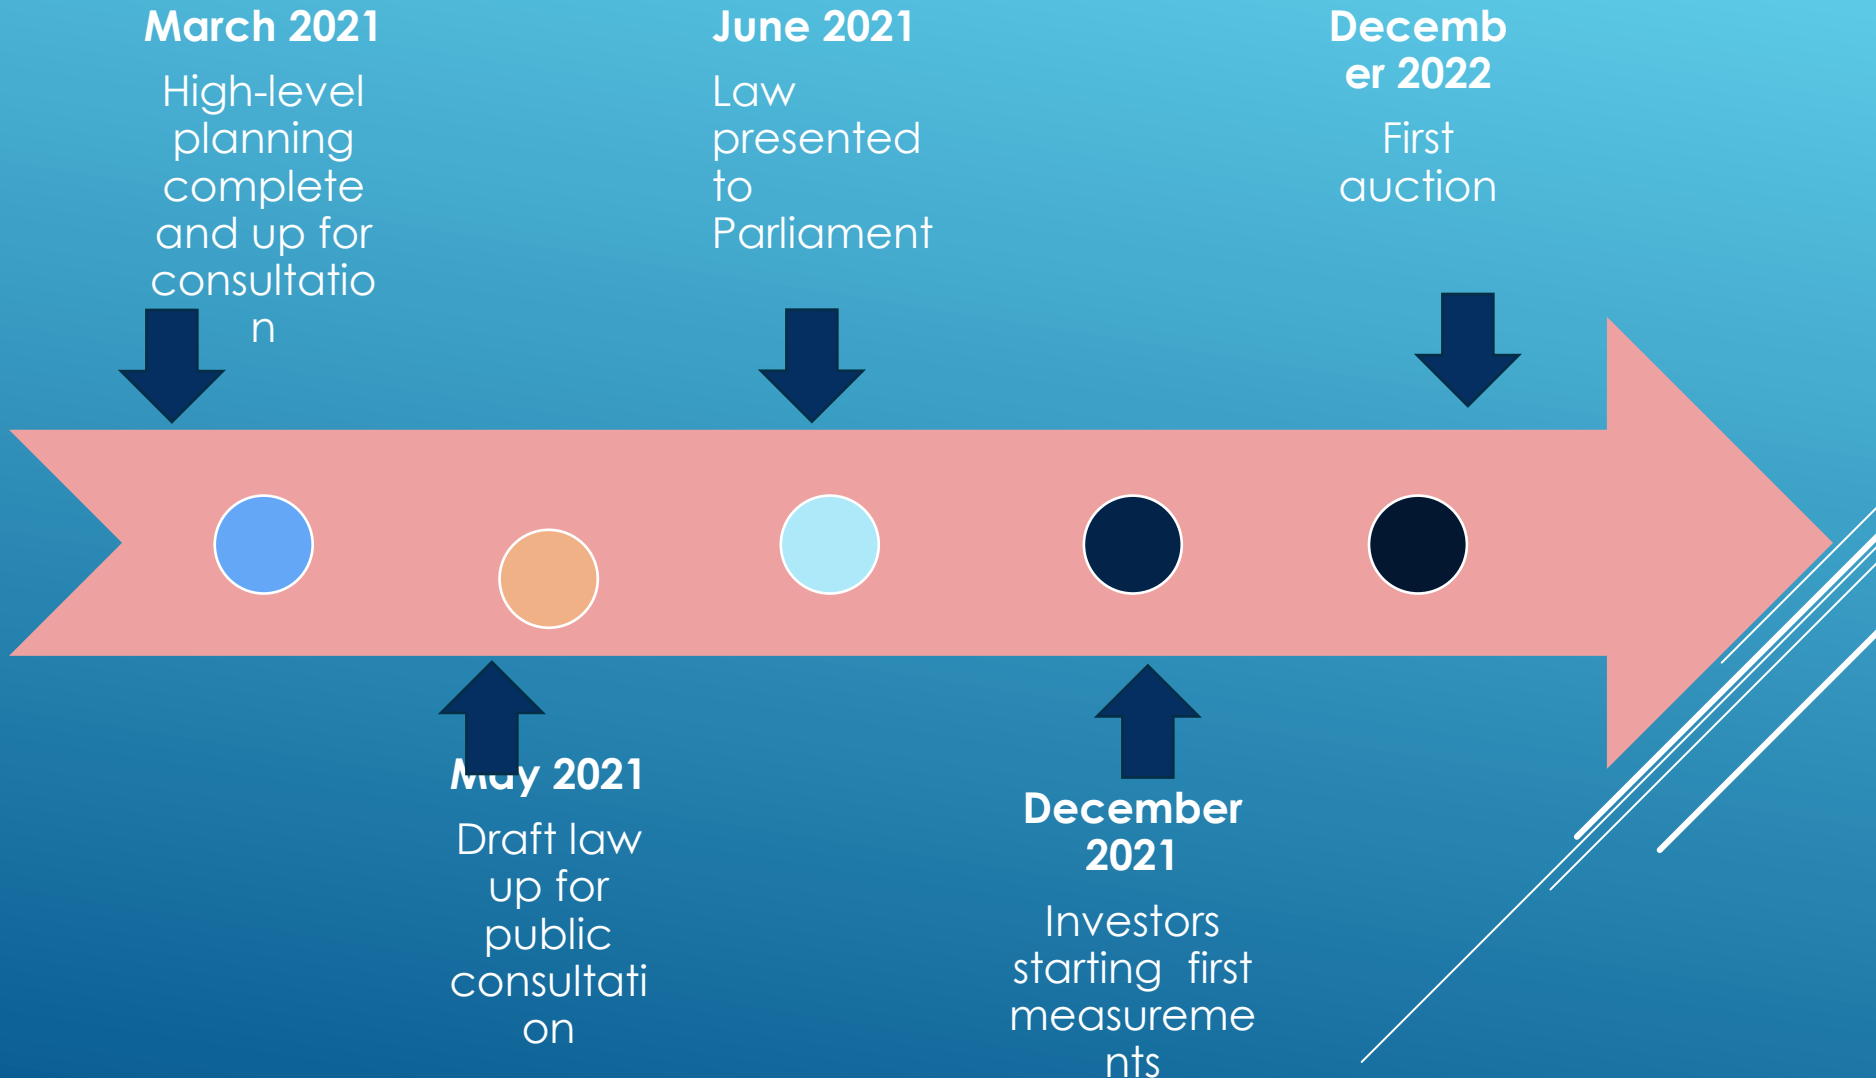 March 2021
High-level
planning
complete
and up for
consultatio
n
June 2021
Law
presented
to
Parliament
Decemb
er 2022
First
auction
May 2021
Draft law
up for
public
consultati
on
December
2021
Investors
starting  first
measureme
nts